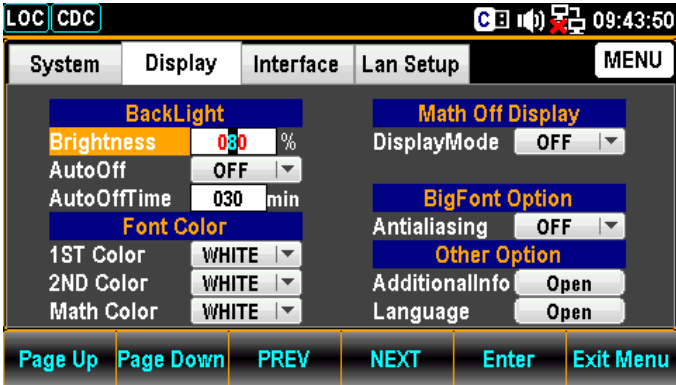 LOC CDC C 09:43:50
System Display Interface Lan Setup MENU
BackLight
Brightness 080 %
AutoOff OFF
AutoOffTime 030 min
Font Color
1ST Color WHITE
2ND Color WHITE
Math Color WHITE
Math Off Display
DisplayMode OFF
BigFont Option
Antialiasing OFF
Other Option
AdditionalInfo Open
Language Open
Page Up Page Down PREV NEXT Enter Exit Menu